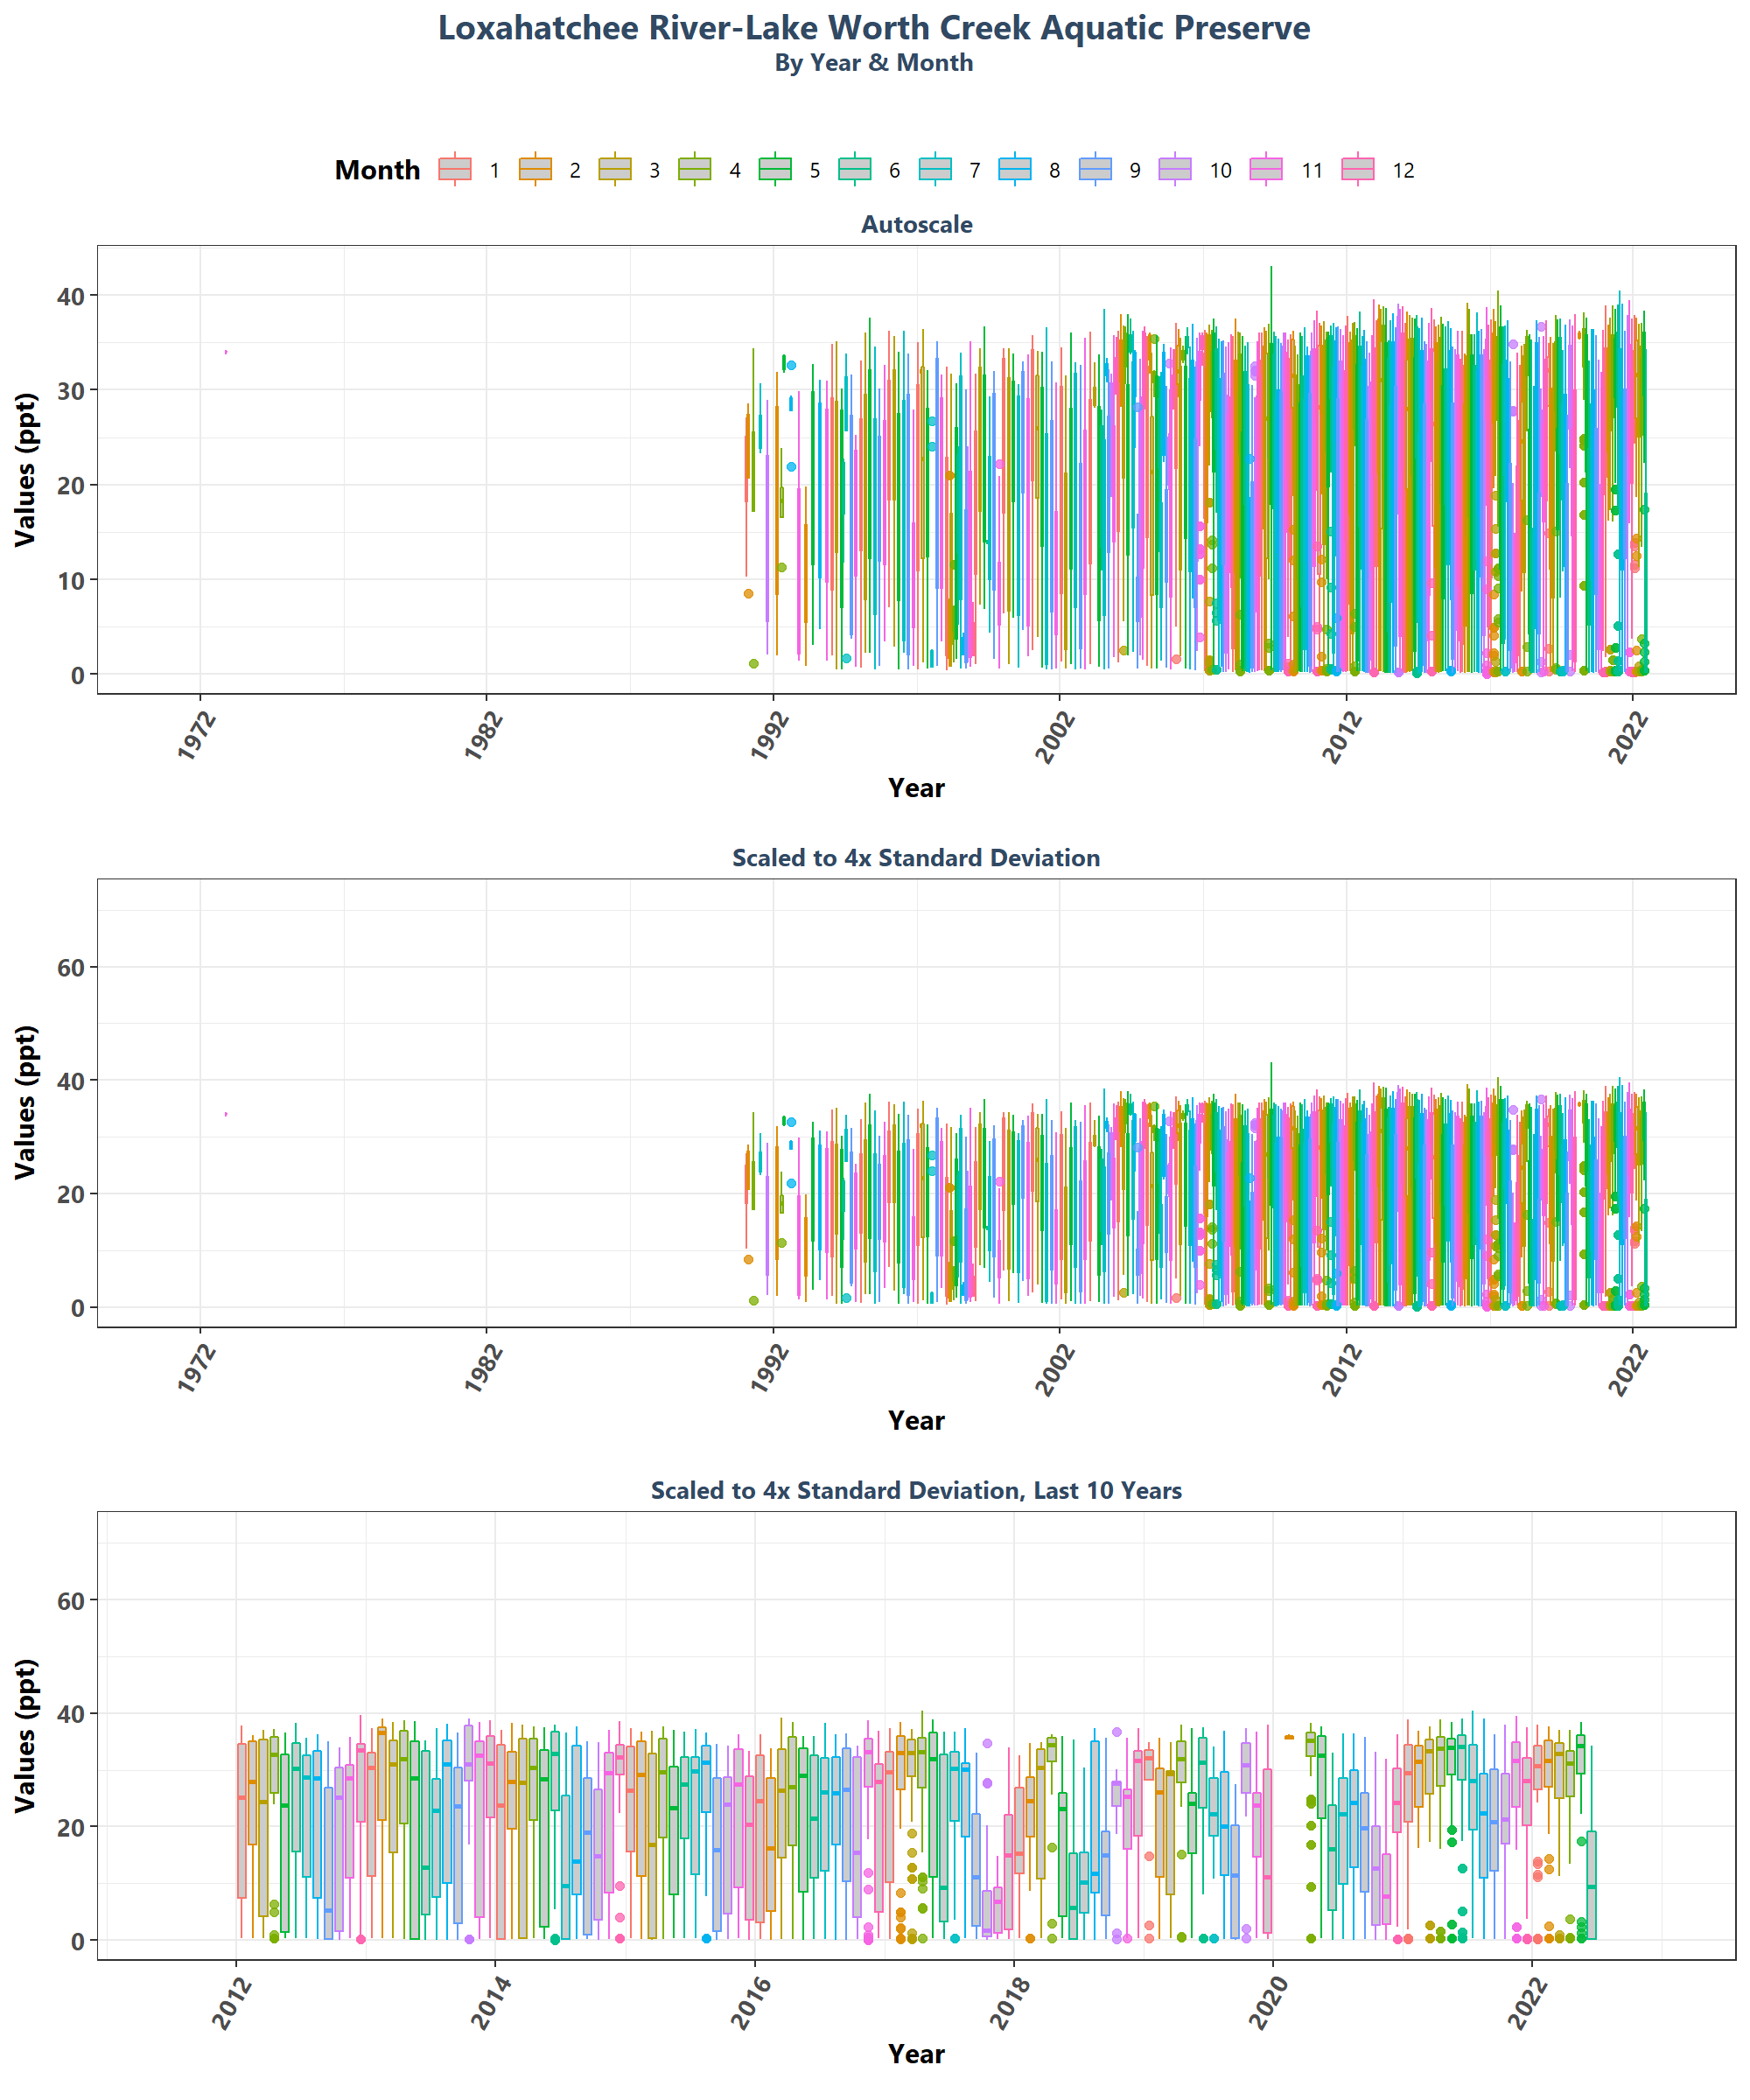 Loxahatchee River-Lake Worth Creek Aquatic Preserve
By Year & Month
Month 1 2 3 4 5 6 7 8 9 10 11 12
Autoscale
Values (ppt)
40
30
20
10
0
1972 1982 1992 2002 2012 2022
Year
Scaled to 4x Standard Deviation
Values (ppt)
60
40
20
0
1972 1982 1992 2002 2012 2022
Year
Scaled to 4x Standard Deviation, Last 10 Years
Values (ppt)
60
40
20
0
2012 2014 2016 2018 2020 2022
Year